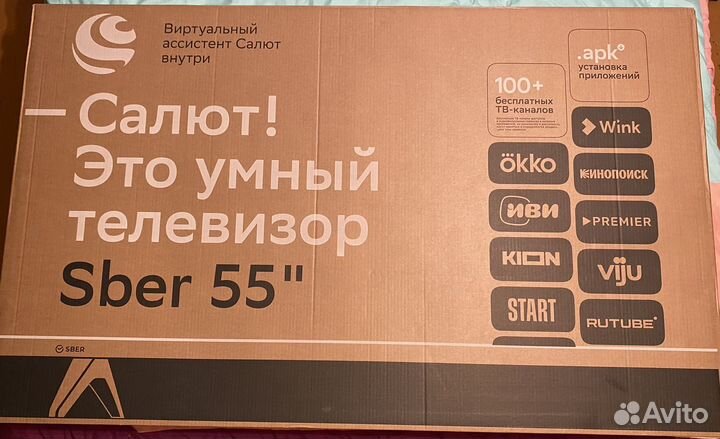 Виртуальный
ассистент Салют
внутри
— Салют!
Это умный
телевизор
Sber 55"
100+
бесплатных
ТВ-каналов
.apk
установка
приложений
Wink
ökko
КИНОПОИСК
иви
PREMIER
KION
viju
START
RUTUBE
SBER
Avito